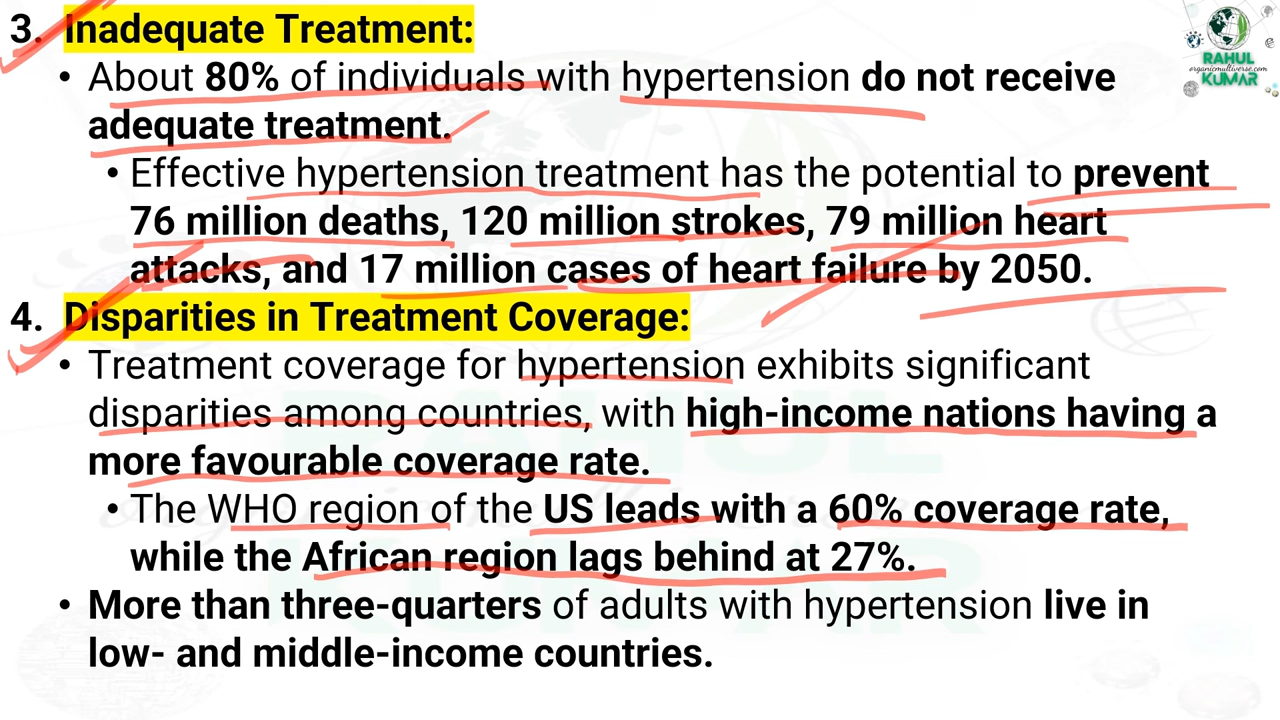 3. Inadequate Treatment:
• About 80% of individuals with hypertension do not receive
adequate treatment.
• Effective hypertension treatment has the potential to prevent
76 million deaths, 120 million strokes, 79 million heart
attacks, and 17 million cases of heart failure by 2050.
4. Disparities in Treatment Coverage:
• Treatment coverage for hypertension exhibits significant
disparities among countries, with high-income nations having a
more favourable coverage rate.
• The WHO region of the US leads with a 60% coverage rate,
while the African region lags behind at 27%.
• More than three-quarters of adults with hypertension live in
low- and middle-income countries.
RAHUL
organicmultiverse.com
KUMAR
RAHUL
KUMAR